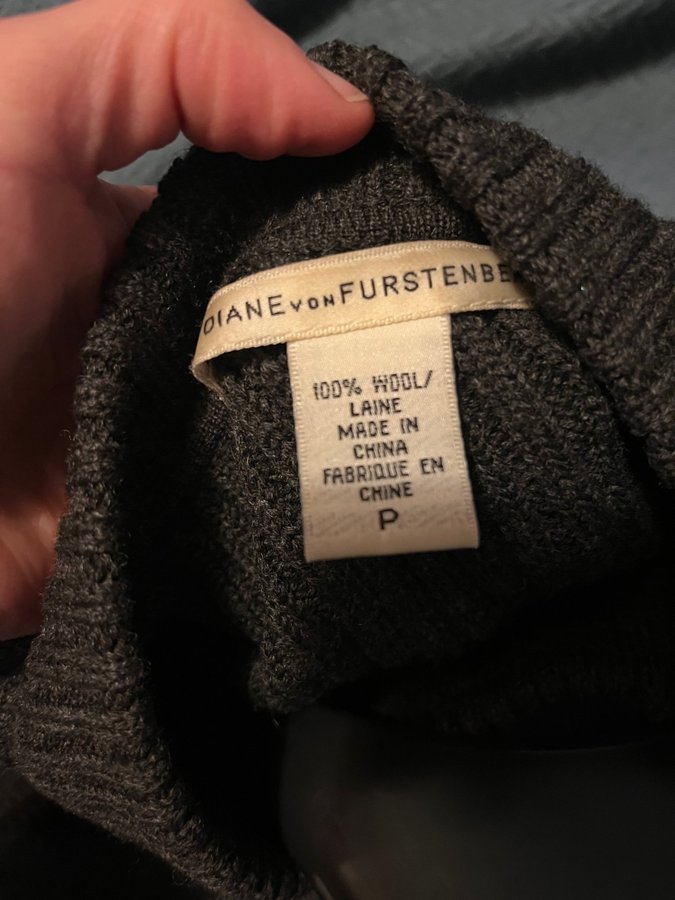 DIANE VON FURSTENBE
100% WOOL/
LAINE
MADE IN
CHINA
FABRIQUE EN
CHINE
P